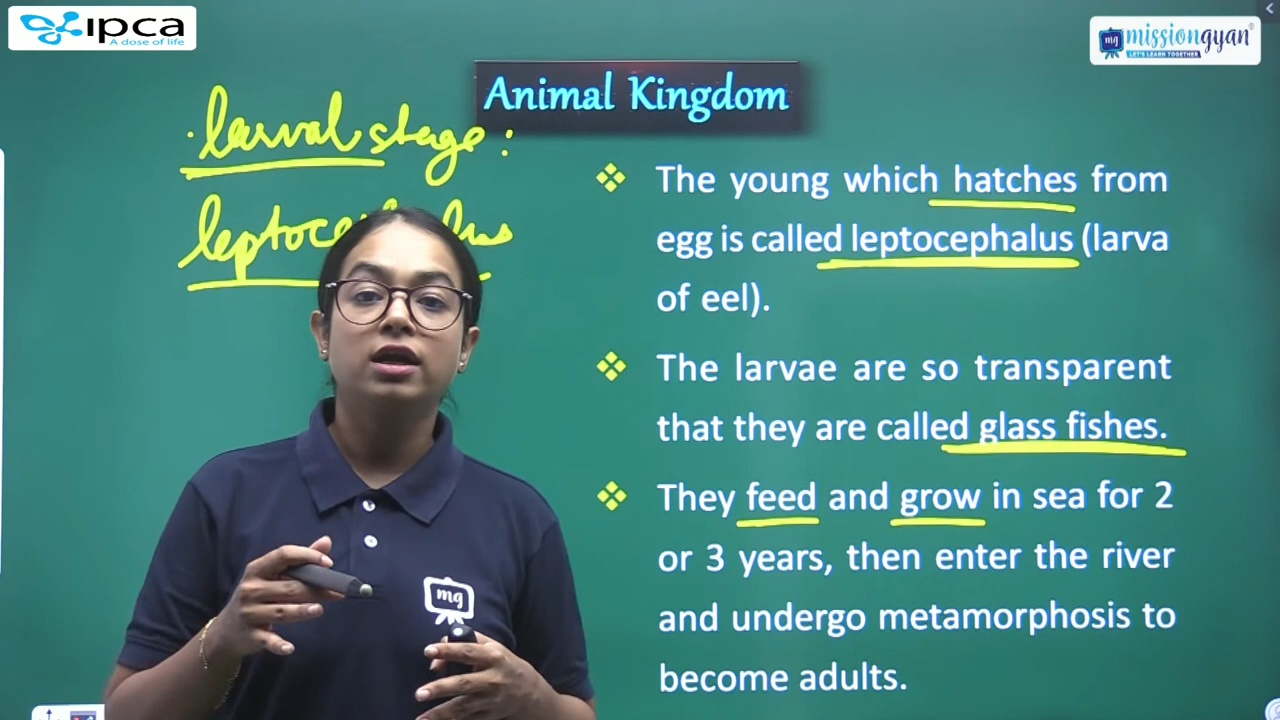 ipca
A dose of life
mg missiongyan
LET'S LEARN TOGETHER
Animal Kingdom
larval stage :
The young which hatches from
egg is called leptocephalus (larva
of eel).
The larvae are so transparent
that they are called glass fishes.
They feed and grow in sea for 2
or 3 years, then enter the river
and undergo metamorphosis to
become adults.
mg